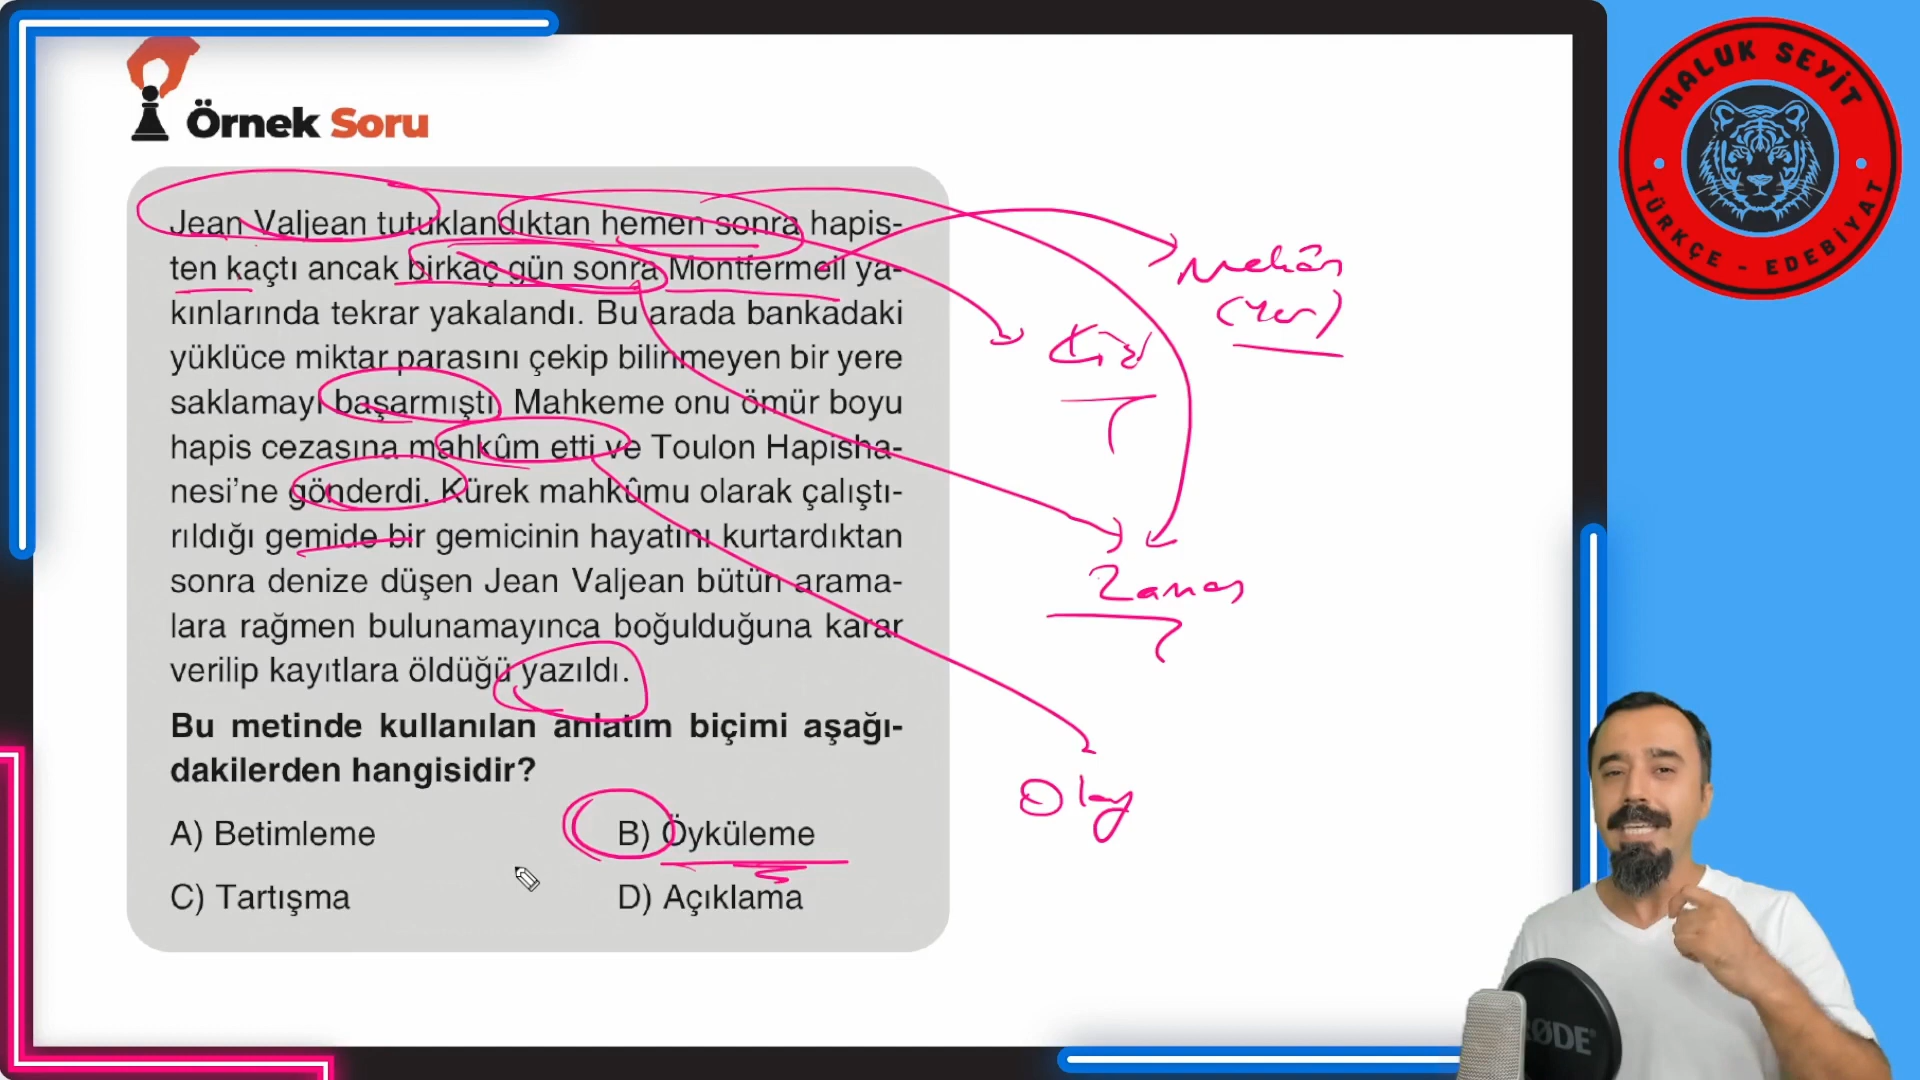 Örnek Soru
Jean Valjean tutuklandıktan hemen sonra hapis-
ten kaçtı ancak birkaç gün sonra Montfermeil ya-
kınlarında tekrar yakalandı. Bu arada bankadaki
yüklüce miktar parasını çekip bilinmeyen bir yere
saklamayı başarmıştı. Mahkeme onu ömür boyu
hapis cezasına mahkûm etti ve Toulon Hapisha-
nesi’ne gönderdi. Kürek mahkûmu olarak çalıştı-
rıldığı gemide bir gemicinin hayatını kurtardıktan
sonra denize düşen Jean Valjean bütün arama-
lara rağmen bulunamayınca boğulduğuna karar
verilip kayıtlara öldüğü yazıldı.
Bu metinde kullanılan anlatım biçimi aşağı-
dakilerden hangisidir?
A) Betimleme
B) Öyküleme
C) Tartışma
D) Açıklama
Mekân
(Yer)
Kişi
Zaman
Olay
HALUK SEYİT
TÜRKÇE - EDEBİYAT
RØDE